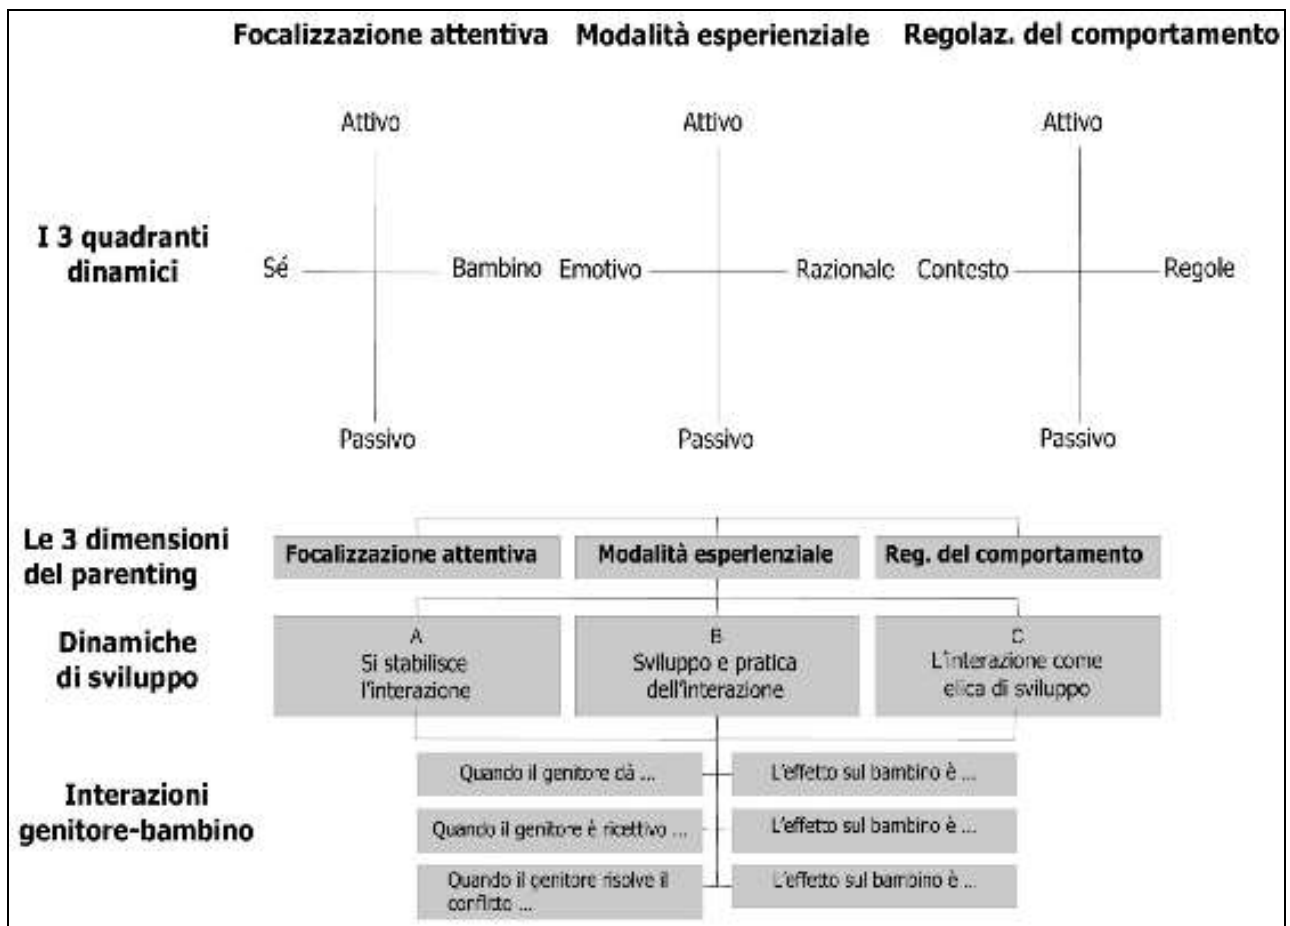 Focalizzazione attentiva Modalità esperienziale Regolaz. del comportamento
Attivo Attivo Attivo
I 3 quadranti
dinamici
Sé Bambino Emotivo Razionale Contesto Regole
Passivo Passivo Passivo
Le 3 dimensioni
del parenting
Focalizzazione attentiva Modalità esperienziale Reg. del comportamento
Dinamiche
di sviluppo
A
Si stabilisce
l'interazione
B
Sviluppo e pratica
dell'interazione
C
L'interazione come
elica di sviluppo
Interazioni
genitore-bambino
Quando il genitore dà ... L'effetto sul bambino è ...
Quando il genitore è ricettivo ... L'effetto sul bambino è ...
Quando il genitore risolve il
conflitto ...
L'effetto sul bambino è ...